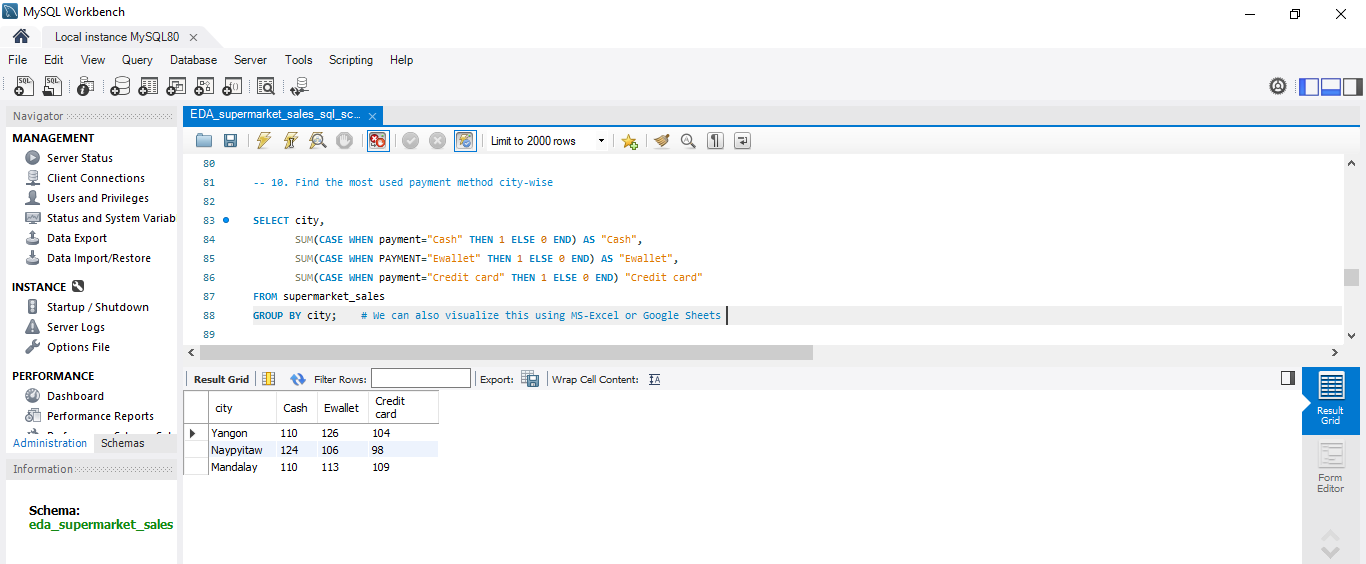 MySQL Workbench
Local instance MySQL80
File Edit View Query Database Server Tools Scripting Help
Navigator
MANAGEMENT
Server Status
Client Connections
Users and Privileges
Status and System Variab
Data Export
Data Import/Restore
INSTANCE
Startup / Shutdown
Server Logs
Options File
PERFORMANCE
Dashboard
Performance Reports
Administration Schemas
Information
Schema:
eda_supermarket_sales
EDA_supermarket_sales_sql_sc...
Limit to 2000 rows
80
81 -- 10. Find the most used payment method city-wise
82
83 SELECT city,
84 SUM(CASE WHEN payment="Cash" THEN 1 ELSE 0 END) AS "Cash",
85 SUM(CASE WHEN PAYMENT="Ewallet" THEN 1 ELSE 0 END) AS "Ewallet",
86 SUM(CASE WHEN payment="Credit card" THEN 1 ELSE 0 END) "Credit card"
87 FROM supermarket_sales
88 GROUP BY city; # We can also visualize this using MS-Excel or Google Sheets
89
Result Grid Filter Rows: Export: Wrap Cell Content:
city Cash Ewallet Credit card
Yangon 110 126 104
Naypyitaw 124 106 98
Mandalay 110 113 109
Result
Grid
Form
Editor